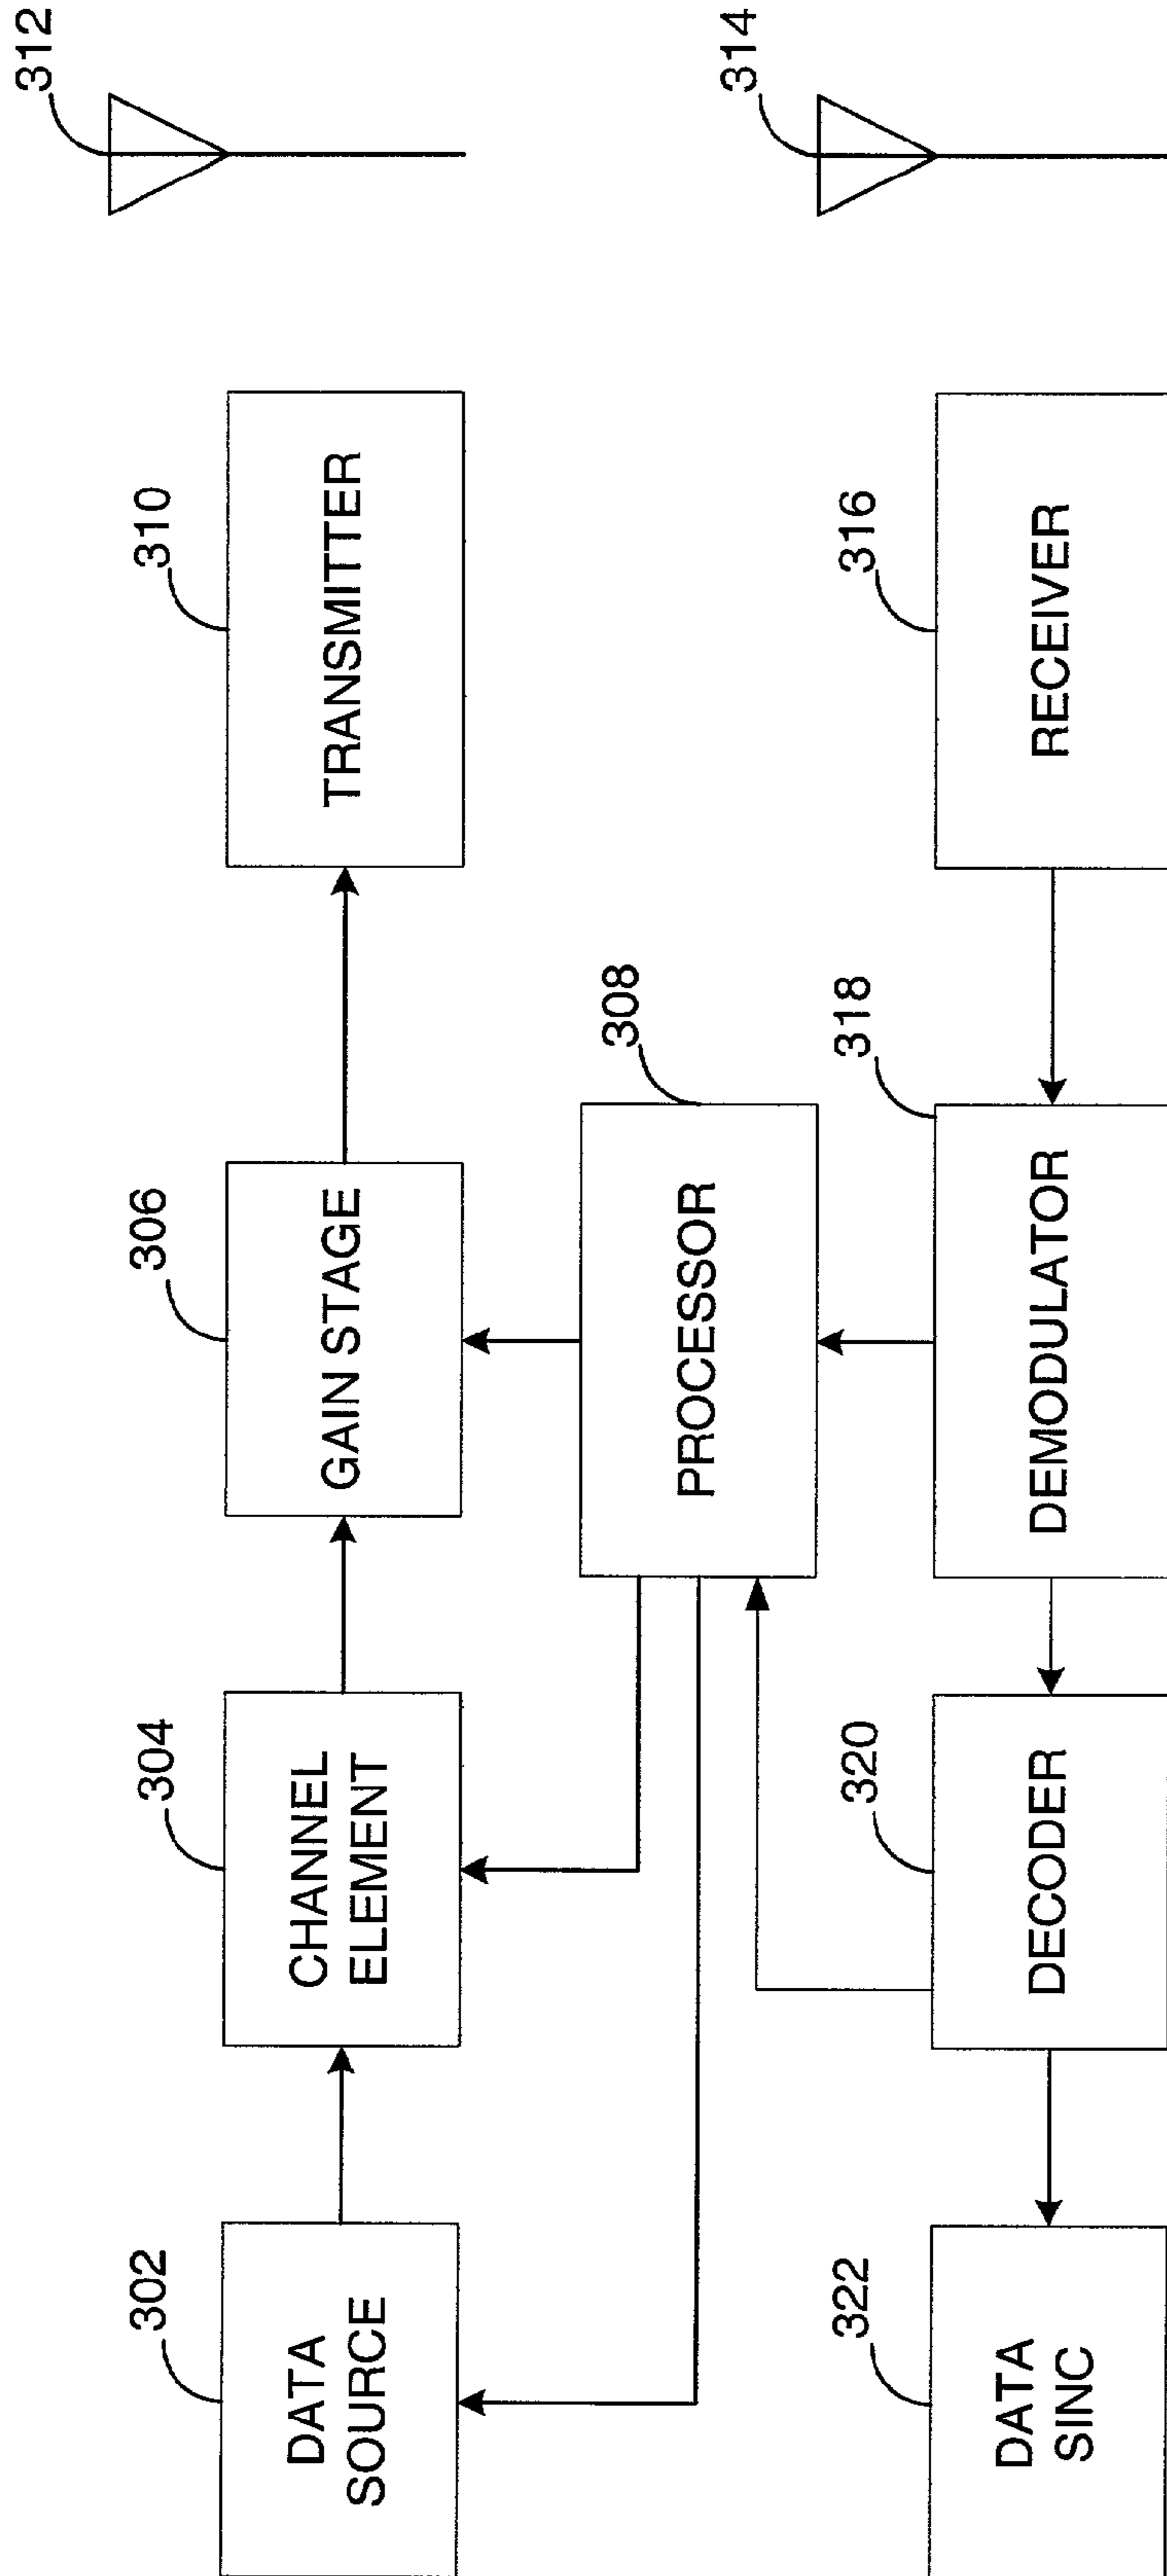 312
314
310
TRANSMITTER
316
RECEIVER
306
GAIN STAGE
308
PROCESSOR
318
DEMODULATOR
304
CHANNEL
ELEMENT
320
DECODER
302
DATA
SOURCE
322
DATA
SINC